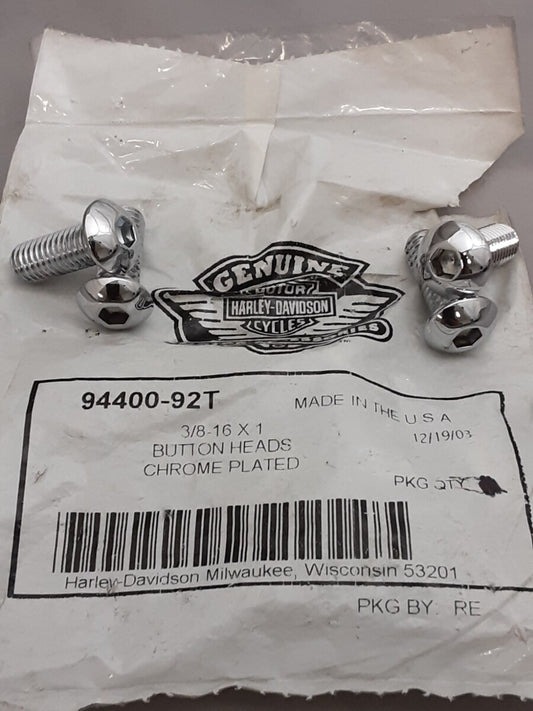 GENUINE
MOTOR
HARLEY-DAVIDSON
CYCLES
94400-92T
MADE IN THE U S A
3/8-16 X 1
12/19/03
BUTTON HEADS
CHROME PLATED
PKG QTY
Harley-Davidson Milwaukee, Wisconsin 53201
PKG BY: RE